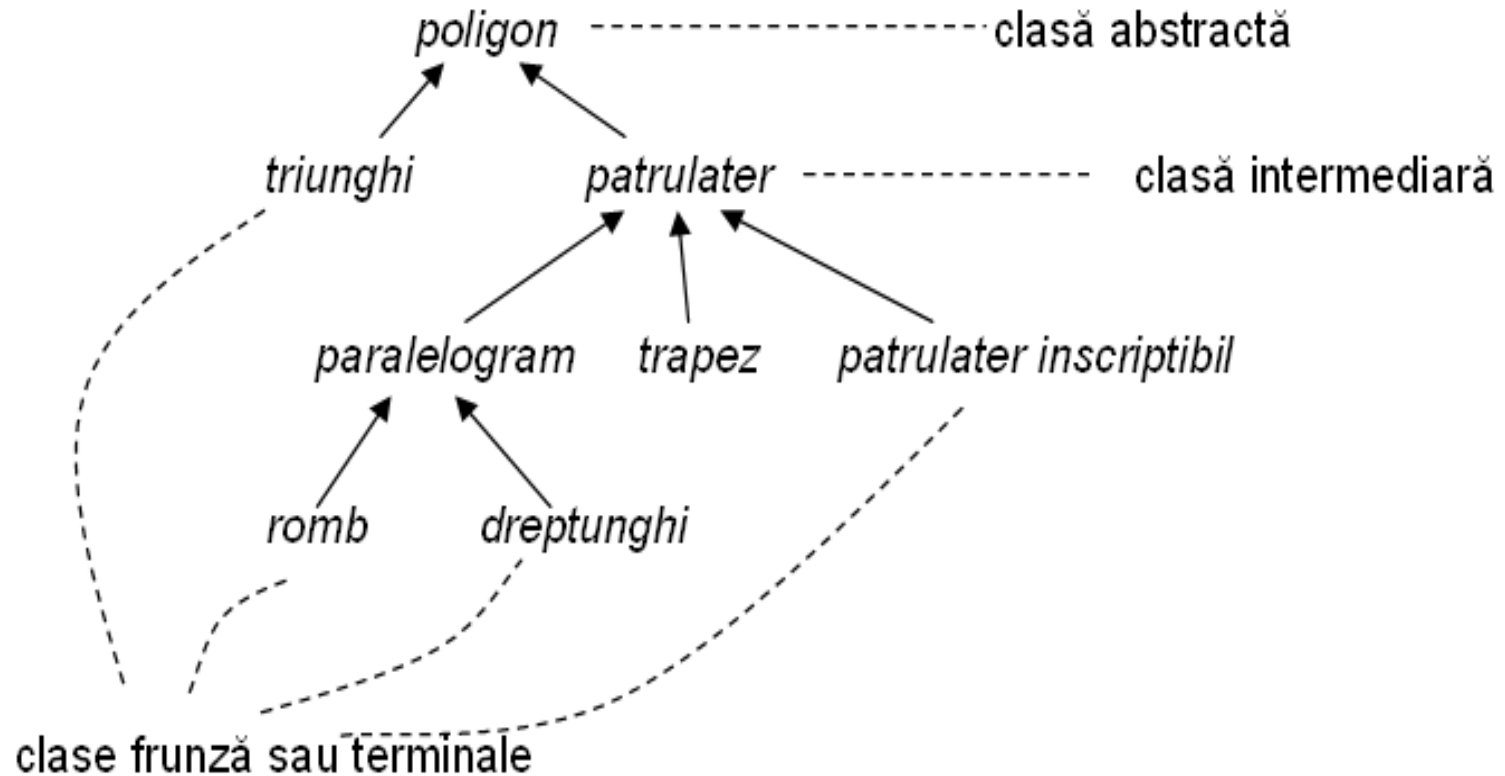 poligon clasă abstractă
triunghi patrulater clasă intermediară
paralelogram trapez patrulater inscriptibil
romb dreptunghi
clase frunză sau terminale